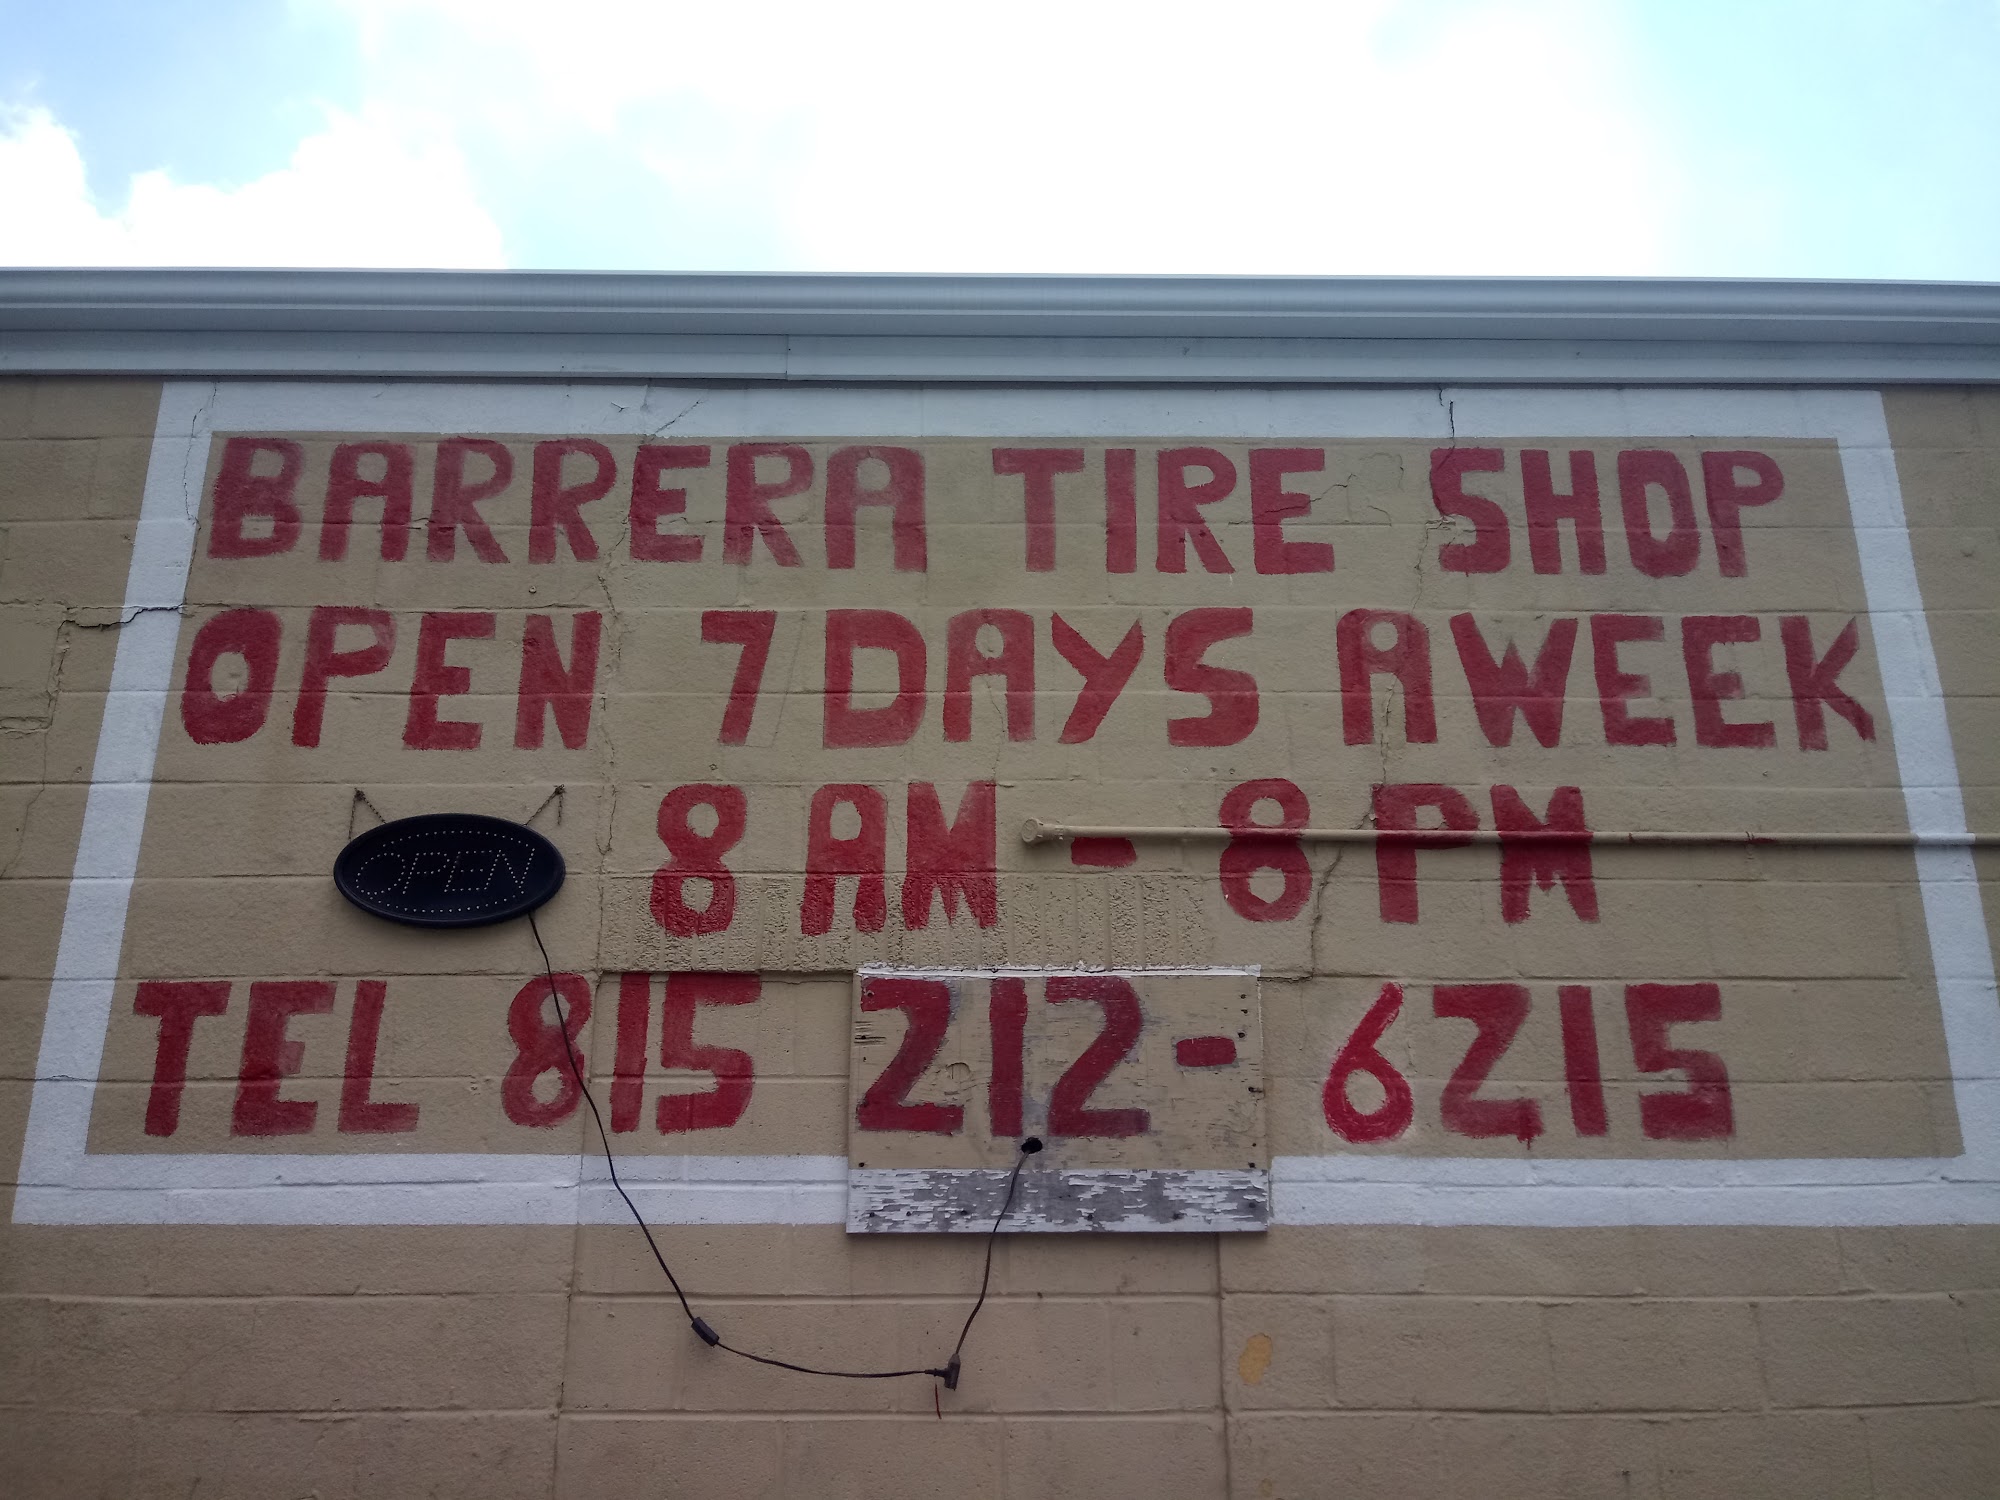 BARRERA TIRE SHOP
OPEN 7 DAYS A WEEK
OPEN
8 AM - 8 PM
TEL 815 212 - 6215